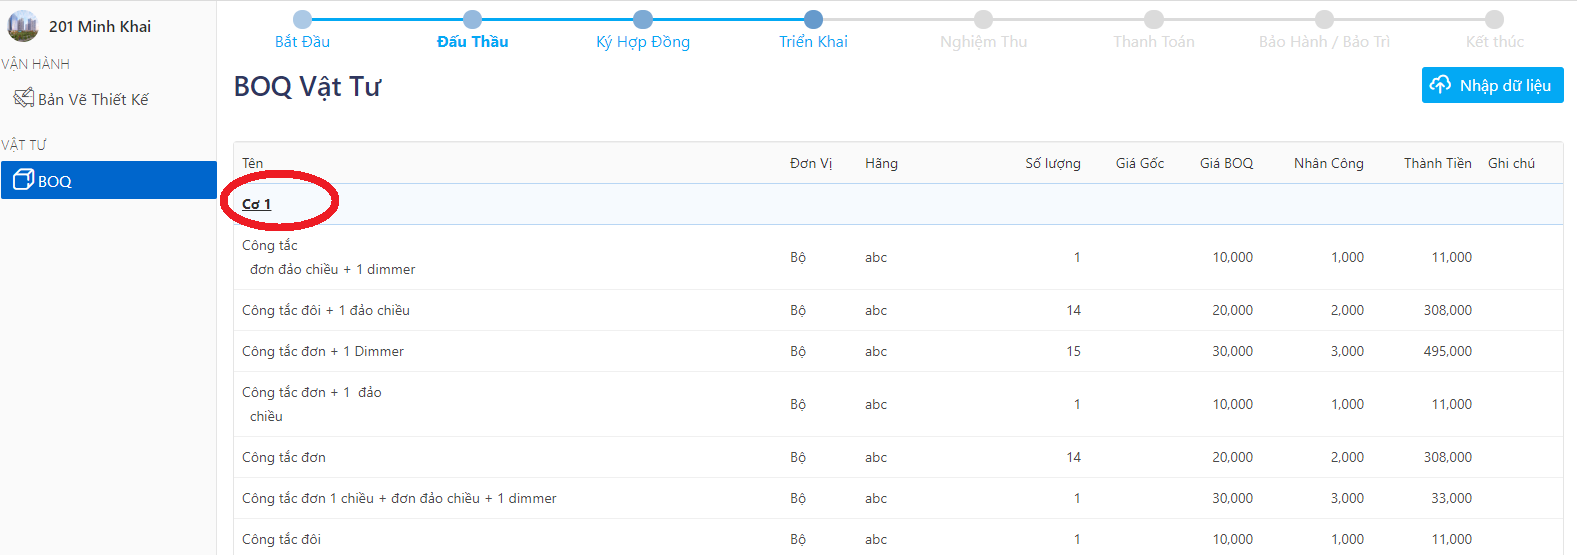 201 Minh Khai
VẬN HÀNH
Bản Vẽ Thiết Kế
VẬT TƯ
BOQ
Bắt Đầu
Đấu Thầu
Ký Hợp Đồng
Triển Khai
Nghiệm Thu
Thanh Toán
Bảo Hành / Bảo Trì
Kết thúc
BOQ Vật Tư
Nhập dữ liệu
Tên Đơn Vị Hãng Số lượng Giá Gốc Giá BOQ Nhân Công Thành Tiền Ghi chú
Cơ 1
Công tắc
đơn đảo chiều + 1 dimmer
Bộ abc 1 10,000 1,000 11,000
Công tắc đôi + 1 đảo chiều Bộ abc 14 20,000 2,000 308,000
Công tắc đơn + 1 Dimmer Bộ abc 15 30,000 3,000 495,000
Công tắc đơn + 1 đảo
chiều
Bộ abc 1 10,000 1,000 11,000
Công tắc đơn Bộ abc 14 20,000 2,000 308,000
Công tắc đơn 1 chiều + đơn đảo chiều + 1 dimmer Bộ abc 1 30,000 3,000 33,000
Công tắc đôi Bộ abc 1 10,000 1,000 11,000